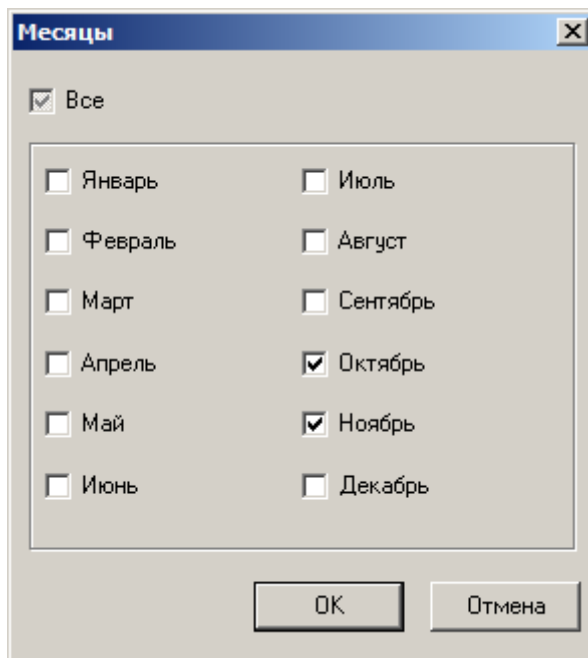 Месяцы
Все
Январь
Февраль
Март
Апрель
Май
Июнь
Июль
Август
Сентябрь
Октябрь
Ноябрь
Декабрь
OK
Отмена